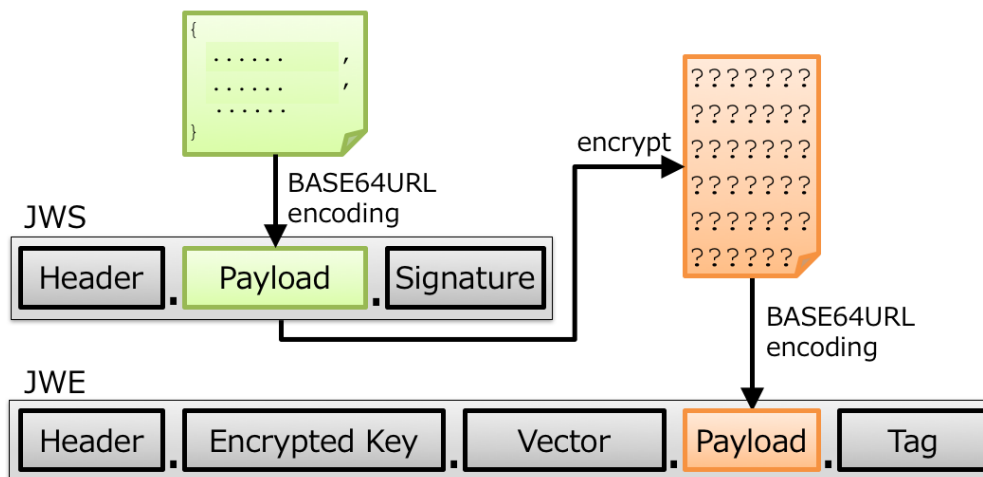 {
...... ,
...... ,
......
}
BASE64URL
encoding
JWS
Header . Payload . Signature
encrypt
???????
???????
???????
???????
???????
??????
BASE64URL
encoding
JWE
Header . Encrypted Key . Vector . Payload . Tag